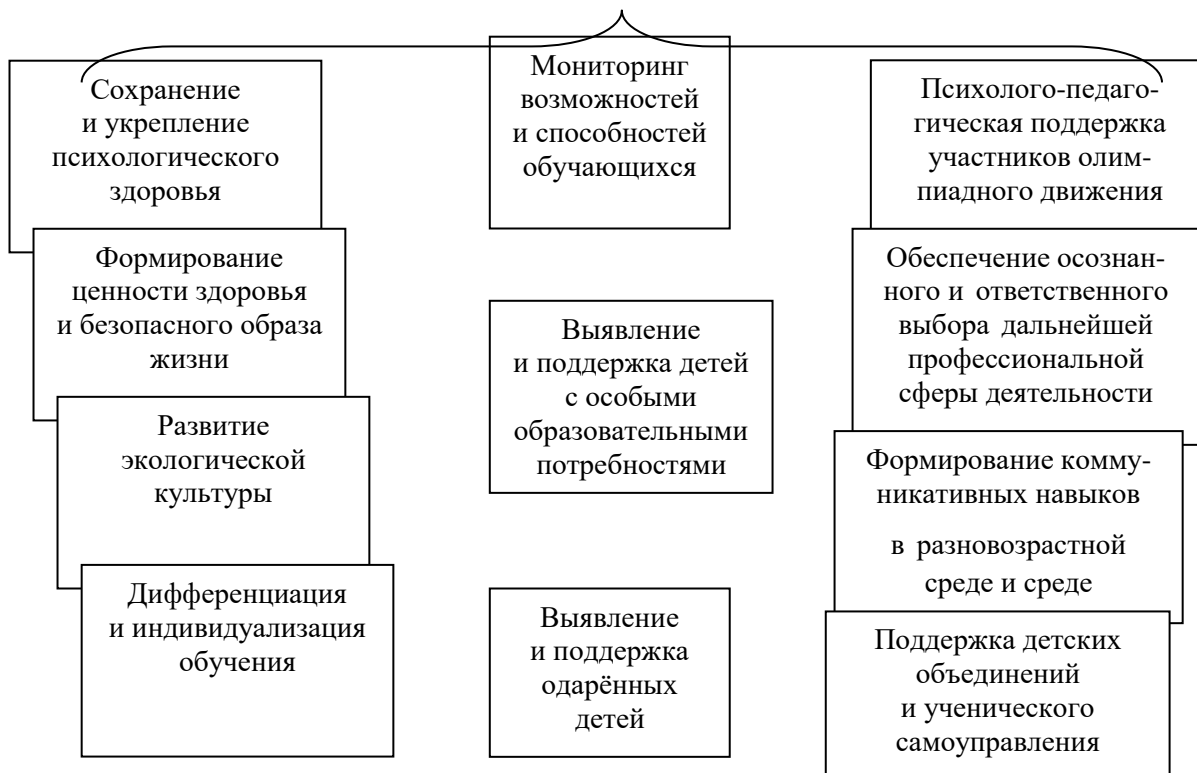 Сохранение
и укрепление
психологического
здоровья
Формирование
ценности здоровья
и безопасного образа
жизни
Развитие
экологической
культуры
Дифференциация
и индивидуализация
обучения
Мониторинг
возможностей
и способностей
обучающихся
Выявление
и поддержка детей
с особыми
образовательными
потребностями
Выявление
и поддержка
одарённых
детей
Психолого-педаго-
гическая поддержка
участников олим-
пиадного движения
Обеспечение осознан-
ного и ответственного
выбора дальнейшей
профессиональной
сферы деятельности
Формирование комму-
никативных навыков
в разновозрастной
среде и среде
Поддержка детских
объединений
и ученического
самоуправления